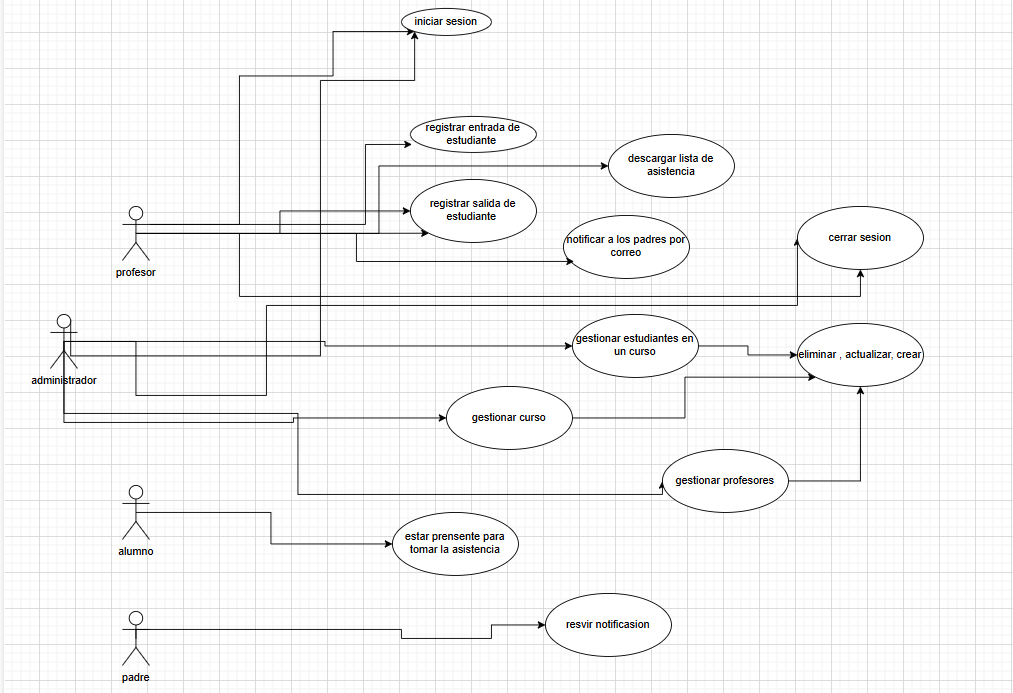 iniciar sesion
registrar entrada de
estudiante
descargar lista de
asistencia
registrar salida de
estudiante
notificar a los padres por
correo
cerrar sesion
profesor
gestionar estudiantes en
un curso
eliminar , actualizar, crear
administrador
gestionar curso
gestionar profesores
estar prensente para
tomar la asistencia
alumno
resvir notificasion
padre